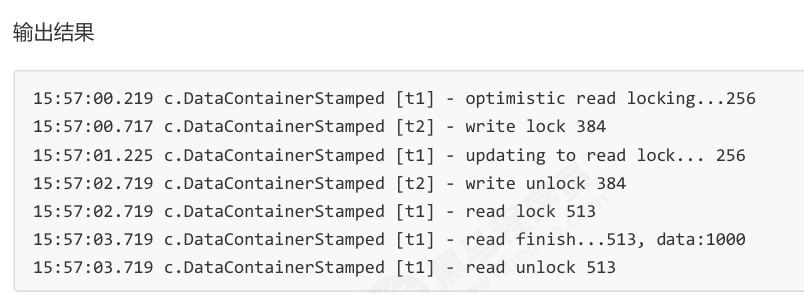 输出结果
15:57:00.219 c.DataContainerStamped [t1] - optimistic read locking...256
15:57:00.717 c.DataContainerStamped [t2] - write lock 384
15:57:01.225 c.DataContainerStamped [t1] - updating to read lock... 256
15:57:02.719 c.DataContainerStamped [t2] - write unlock 384
15:57:02.719 c.DataContainerStamped [t1] - read lock 513
15:57:03.719 c.DataContainerStamped [t1] - read finish...513, data:1000
15:57:03.719 c.DataContainerStamped [t1] - read unlock 513